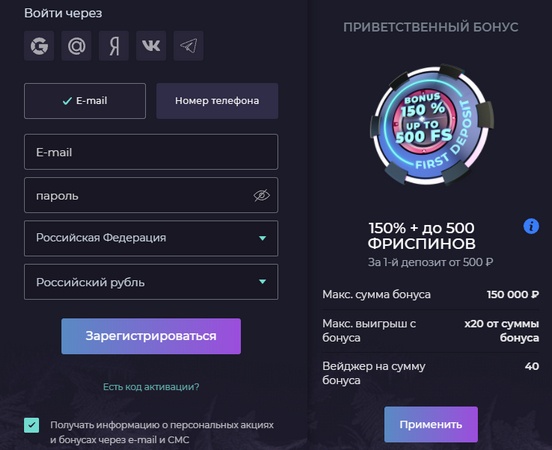 Войти через
E-mail
Номер телефона
E-mail
пароль
Российская Федерация
Российский рубль
Зарегистрироваться
Есть код активации?
Получать информацию о персональных акциях
и бонусах через e-mail и СМС
ПРИВЕТСТВЕННЫЙ БОНУС
BONUS
150 %
UP TO
500 FS
FIRST DEPOSIT
150% + до 500
ФРИСПИНОВ
За 1-й депозит от 500 ₽
Макс. сумма бонуса 150 000 ₽
Макс. выигрыш с х20 от суммы
бонуса бонуса
Вейджер на сумму 40
бонуса
Применить